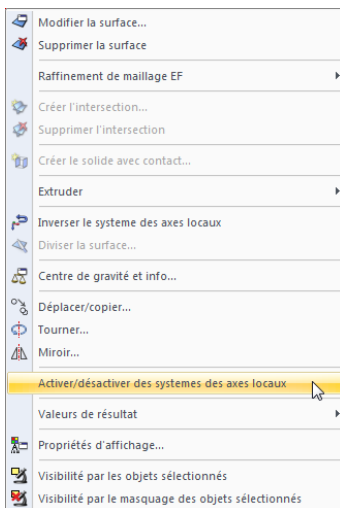 Modifier la surface...
Supprimer la surface
Raffinement de maillage EF
Créer l'intersection...
Supprimer l'intersection
Créer le solide avec contact...
Extruder
Inverser le systeme des axes locaux
Diviser la surface...
Centre de gravité et info...
Déplacer/copier...
Tourner...
Miroir...
Activer/désactiver des systemes des axes locaux
Valeurs de résultat
Propriétés d'affichage...
Visibilité par les objets sélectionnés
Visibilité par le masquage des objets sélectionnés